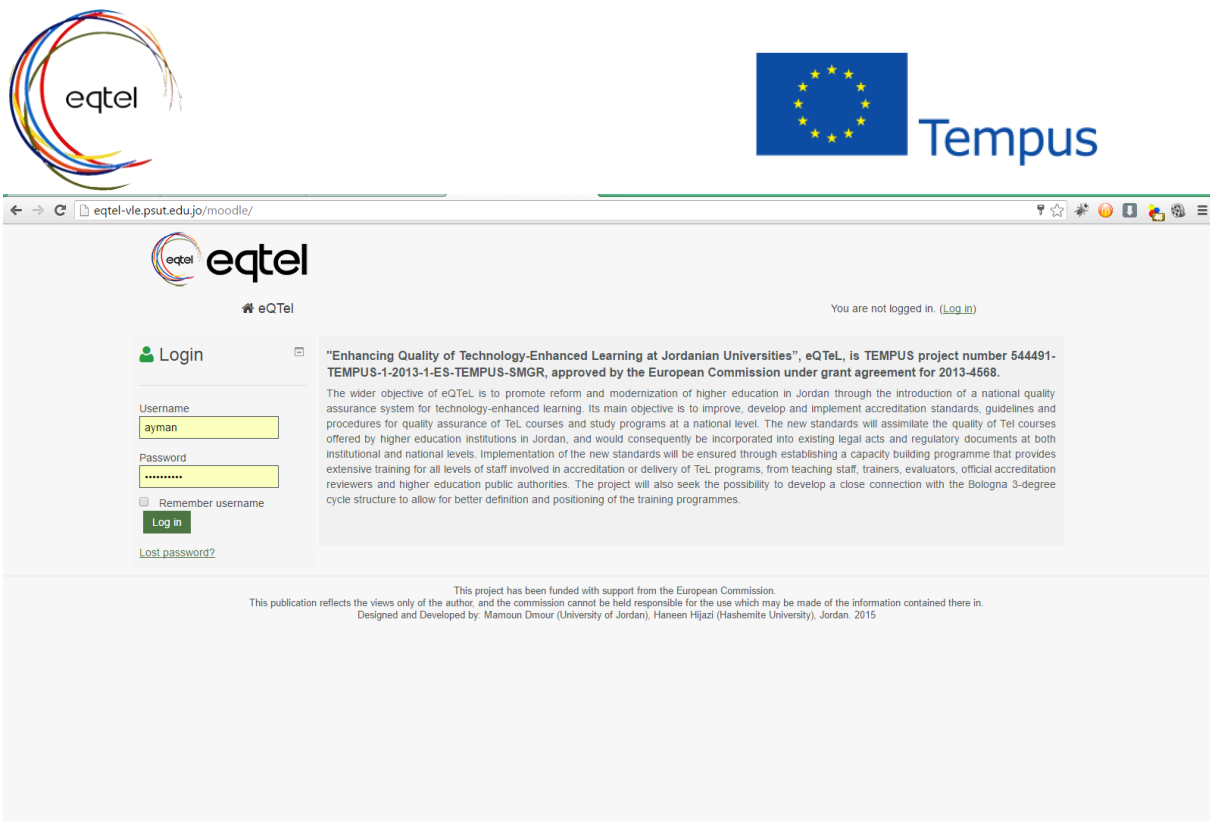 eqtel
Tempus
eqtel-vle.psut.edu.jo/moodle/
eqtel eqtel
eQTel
You are not logged in. (Log in)
Login
Username
ayman
Password
••••••••••
Remember username
Log in
Lost password?
"Enhancing Quality of Technology-Enhanced Learning at Jordanian Universities”, eQTeL, is TEMPUS project number 544491-
TEMPUS-1-2013-1-ES-TEMPUS-SMGR, approved by the European Commission under grant agreement for 2013-4568.
The wider objective of eQTeL is to promote reform and modernization of higher education in Jordan through the introduction of a national quality
assurance system for technology-enhanced learning. Its main objective is to improve, develop and implement accreditation standards, guidelines and
procedures for quality assurance of TeL courses and study programs at a national level. The new standards will assimilate the quality of Tel courses
offered by higher education institutions in Jordan, and would consequently be incorporated into existing legal acts and regulatory documents at both
institutional and national levels. Implementation of the new standards will be ensured through establishing a capacity building programme that provides
extensive training for all levels of staff involved in accreditation or delivery of TeL programs, from teaching staff, trainers, evaluators, official accreditation
reviewers and higher education public authorities. The project will also seek the possibility to develop a close connection with the Bologna 3-degree
cycle structure to allow for better definition and positioning of the training programmes.
This project has been funded with support from the European Commission.
This publication reflects the views only of the author, and the commission cannot be held responsible for the use which may be made of the information contained there in.
Designed and Developed by: Mamoun Dmour (University of Jordan), Haneen Hijazi (Hashemite University), Jordan. 2015